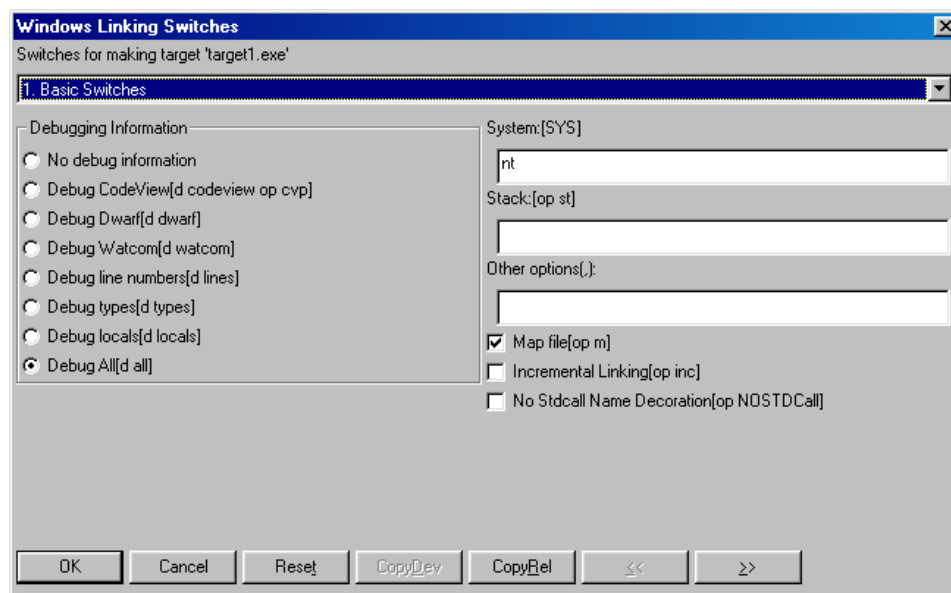 Windows Linking Switches
Switches for making target 'target1.exe'
1. Basic Switches
Debugging Information
No debug information
Debug CodeView[d codeview op cvp]
Debug Dwarf[d dwarf]
Debug Watcom[d watcom]
Debug line numbers[d lines]
Debug types[d types]
Debug locals[d locals]
Debug All[d all]
System:[SYS]
nt
Stack:[op st]
Other options(,):
Map file[op m]
Incremental Linking[op inc]
No Stdcall Name Decoration[op NOSTDCall]
OK Cancel Reset CopyDev CopyRel << >>